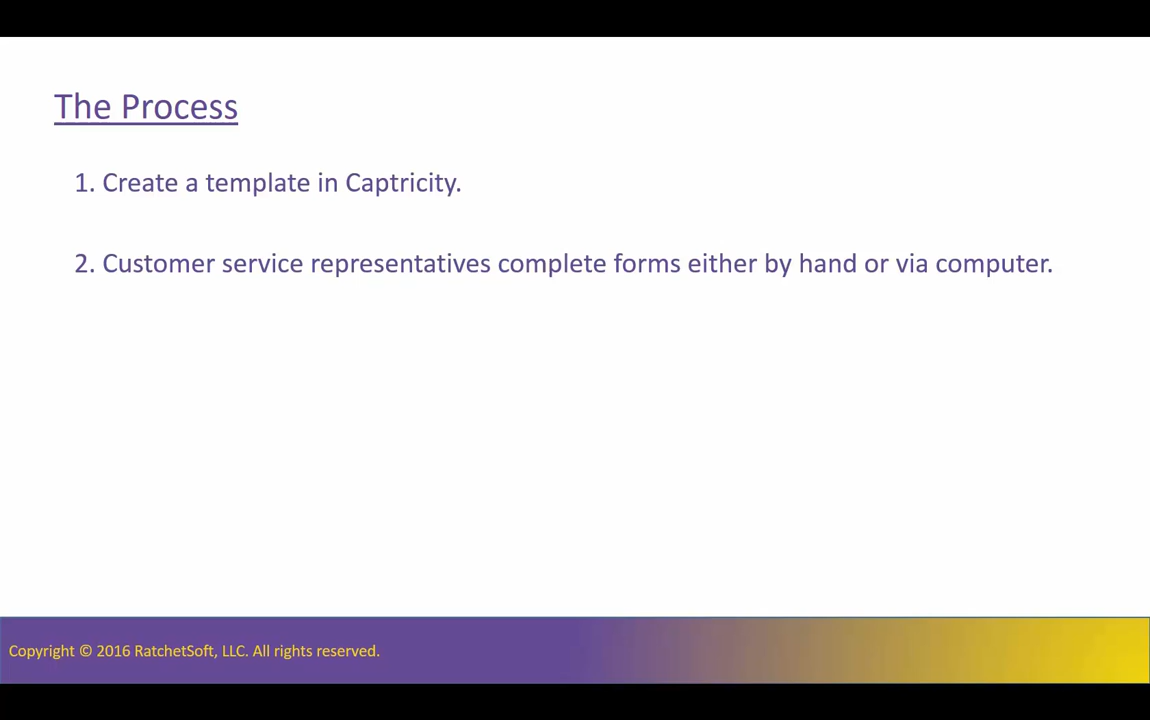 The Process
1. Create a template in Captricity.
2. Customer service representatives complete forms either by hand or via computer.
Copyright © 2016 RatchetSoft, LLC. All rights reserved.